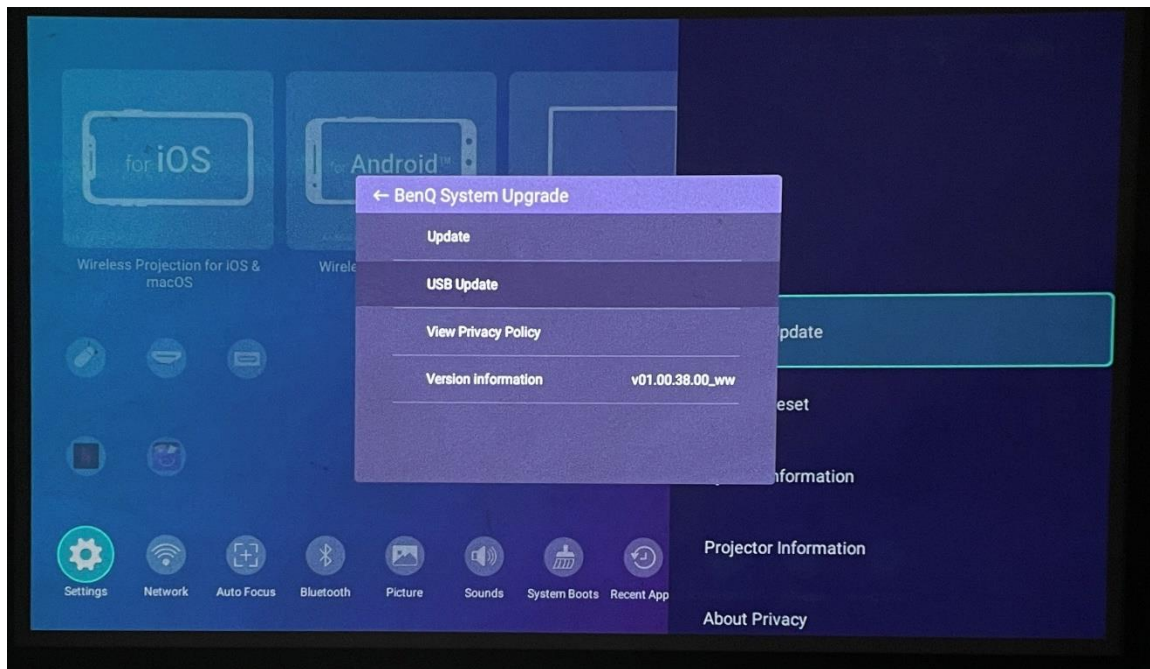 for iOS
for Android™
← BenQ System Upgrade
Update
USB Update
View Privacy Policy
Version information v01.00.38.00_ww
Wireless Projection for iOS &
macOS
Wirele
pdate
eset
nformation
Projector Information
About Privacy
Settings
Network
Auto Focus
Bluetooth
Picture
Sounds
System Boots
Recent App